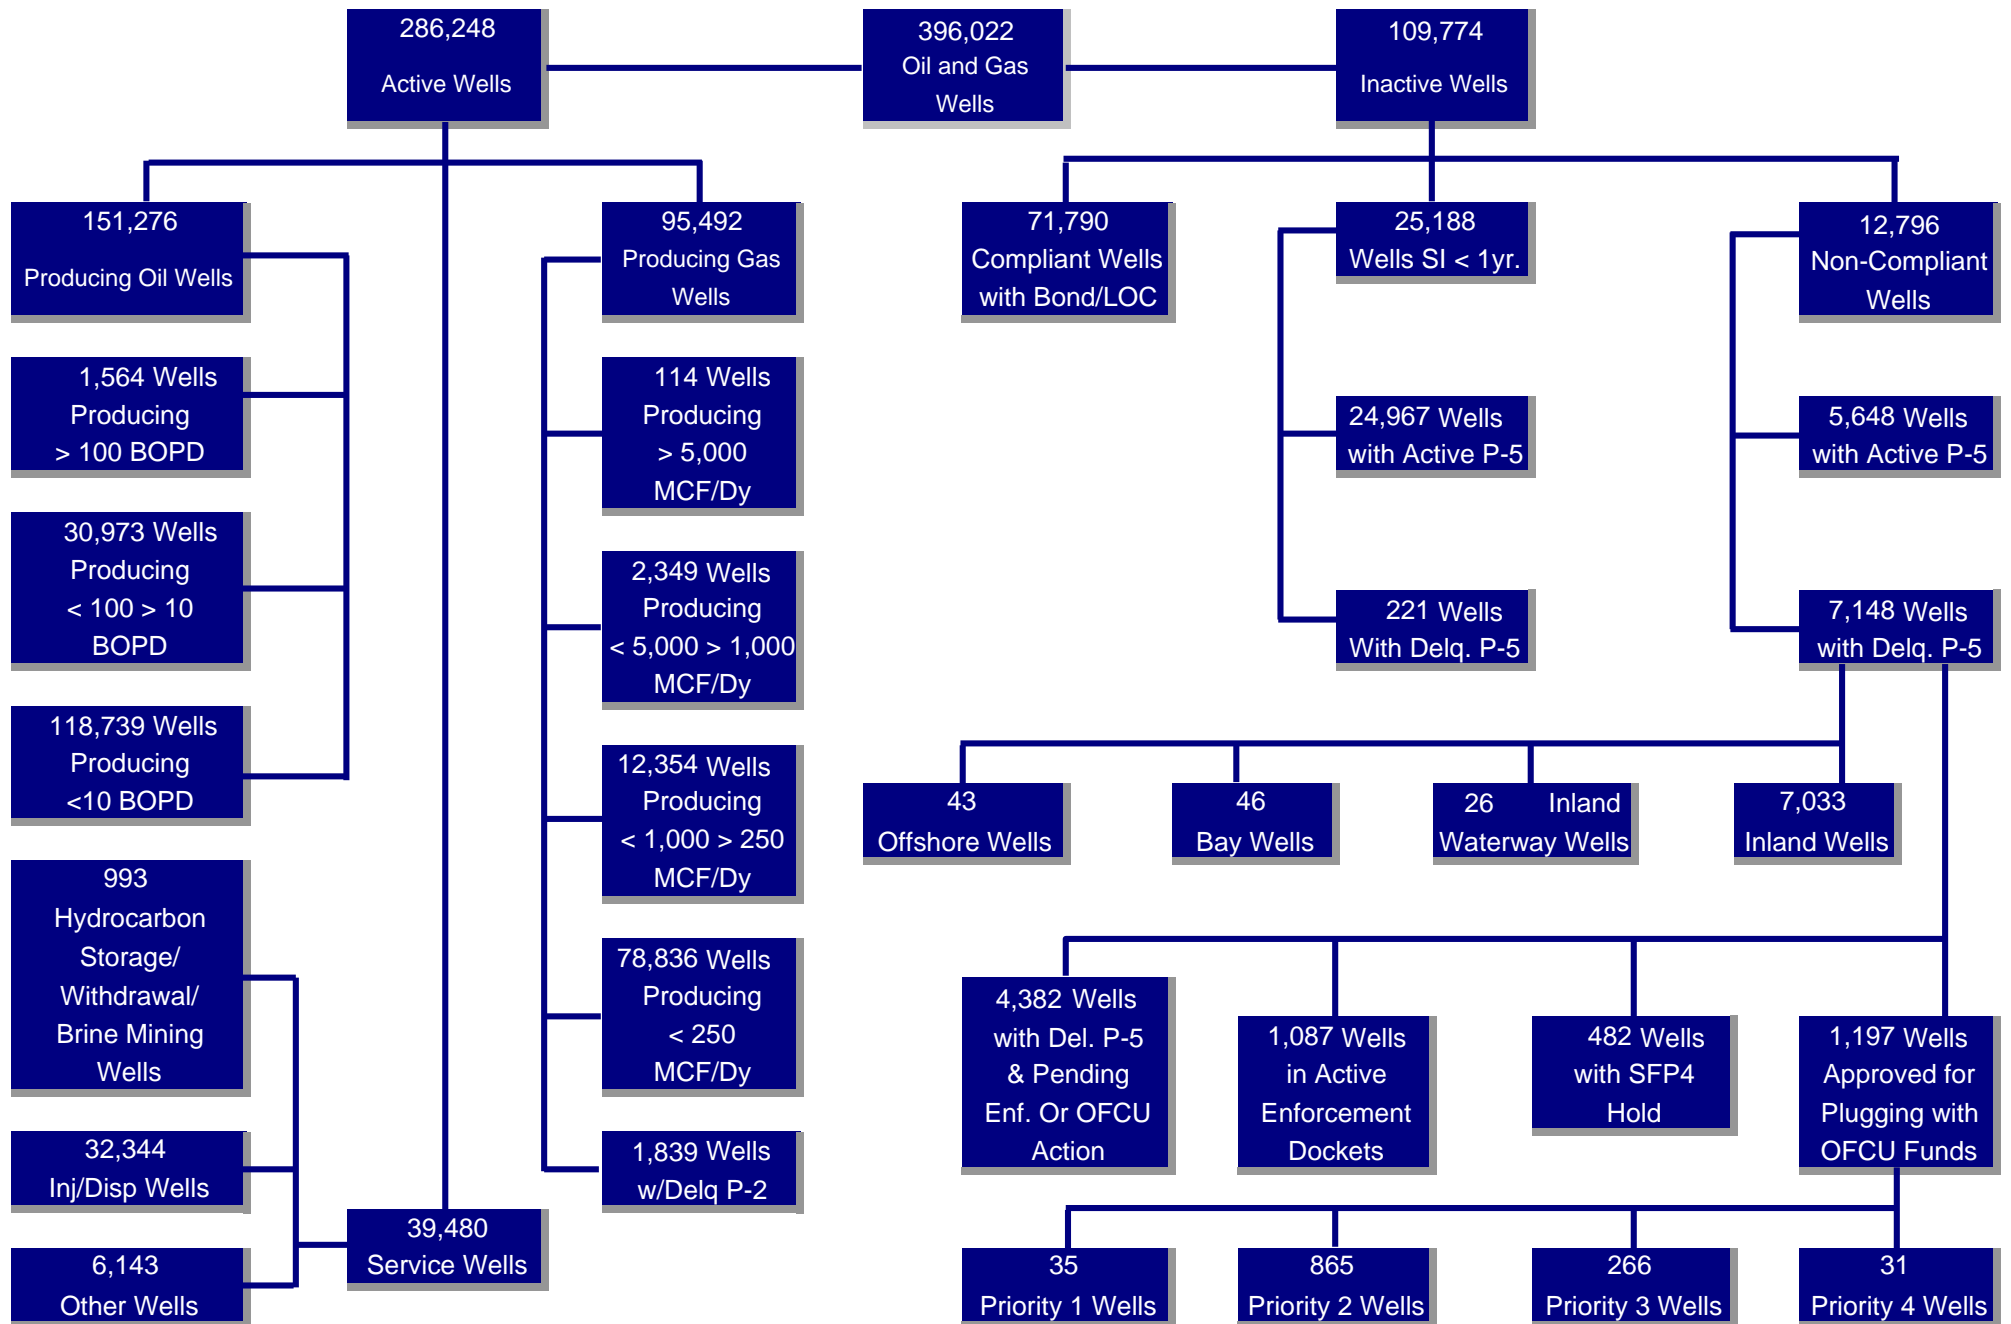 286,248
Active Wells
396,022
Oil and Gas
Wells
109,774
Inactive Wells
151,276
Producing Oil Wells
95,492
Producing Gas
Wells
71,790
Compliant Wells
with Bond/LOC
25,188
Wells SI < 1yr.
12,796
Non-Compliant
Wells
1,564 Wells
Producing
> 100 BOPD
114 Wells
Producing
> 5,000
MCF/Dy
24,967 Wells
with Active P-5
5,648 Wells
with Active P-5
30,973 Wells
Producing
< 100 > 10
BOPD
2,349 Wells
Producing
< 5,000 > 1,000
MCF/Dy
221 Wells
With Delq. P-5
7,148 Wells
with Delq. P-5
118,739 Wells
Producing
<10 BOPD
12,354 Wells
Producing
< 1,000 > 250
MCF/Dy
43
Offshore Wells
46
Bay Wells
26 Inland
Waterway Wells
7,033
Inland Wells
993
Hydrocarbon
Storage/
Withdrawal/
Brine Mining
Wells
78,836 Wells
Producing
< 250
MCF/Dy
4,382 Wells
with Del. P-5
& Pending
Enf. Or OFCU
Action
1,087 Wells
in Active
Enforcement
Dockets
482 Wells
with SFP4
Hold
1,197 Wells
Approved for
Plugging with
OFCU Funds
32,344
Inj/Disp Wells
1,839 Wells
w/Delq P-2
39,480
Service Wells
6,143
Other Wells
35
Priority 1 Wells
865
Priority 2 Wells
266
Priority 3 Wells
31
Priority 4 Wells